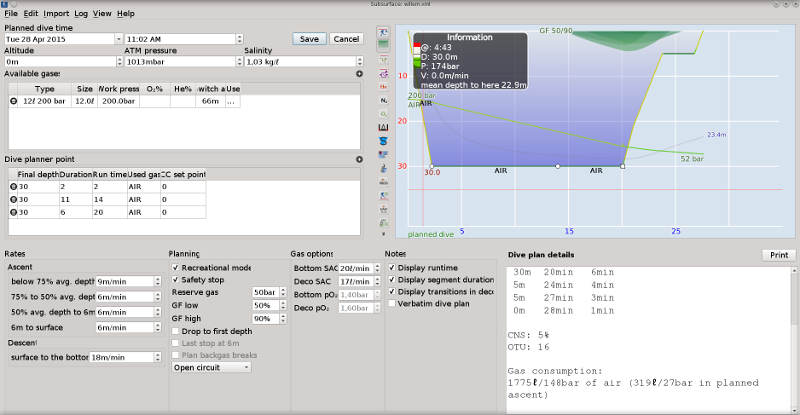 Subsurface: willem.xml
File Edit Import Log View Help
Planned dive time
Tue 28 Apr 2015 11:02 AM Save Cancel
Altitude ATM pressure Salinity
0m 1013mbar 1,03 kg/ℓ
Available gases
Type Size Work press O₂% He% witch a Use
12ℓ 200 bar 12.0ℓ 200.0bar 66m ...
Dive planner point
Final depth Duration Run time Used gas CC set point
30 2 2 AIR 0
30 11 14 AIR 0
30 6 20 AIR 0
GF 50/90
Information
@: 4:43
D: 30.0m
P: 174bar
V: 0.0m/min
mean depth to here 22.9m
10
200 bar
AIR
AIR
20
23.4m
52 bar
30
30.0
AIR
AIR
planned dive
5 15 25
Rates
Ascent
below 75% avg. depth 9m/min
75% to 50% avg. dept 6m/min
50% avg. depth to 6m 6m/min
6m to surface 6m/min
Descent
surface to the bottom 18m/min
Planning
Recreational mode
Safety stop
Reserve gas 50bar
GF low 50%
GF high 90%
Drop to first depth
Last stop at 6m
Plan backgas breaks
Open circuit
Gas options
Bottom SAC 20ℓ/min
Deco SAC 17ℓ/min
Bottom pO₂ 1,40bar
Deco pO₂ 1,60bar
Notes
Display runtime
Display segment duration
Display transitions in deco
Verbatim dive plan
Dive plan details Print
30m 20min 6min
5m 24min 4min
5m 27min 3min
0m 28min 1min
CNS: 5%
OTU: 16
Gas consumption:
1775ℓ/148bar of air (319ℓ/27bar in planned
ascent)